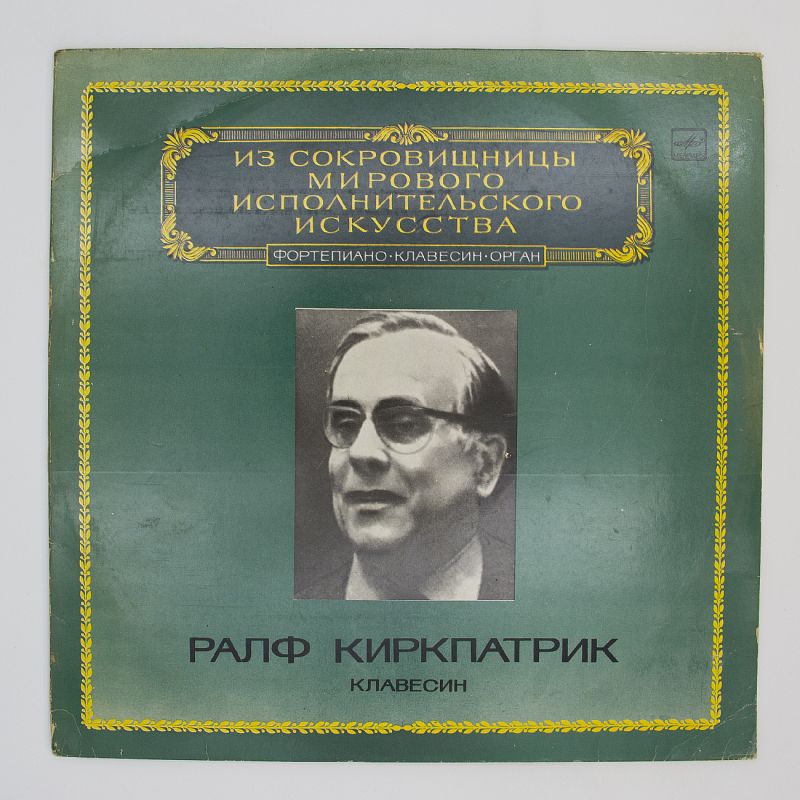 ИЗ СОКРОВИЩНИЦЫ
МИРОВОГО
ИСПОЛНИТЕЛЬСКОГО
ИСКУССТВА
ФОРТЕПИАНО·КЛАВЕСИН·ОРГАН
РАЛФ КИРКПАТРИК
КЛАВЕСИН